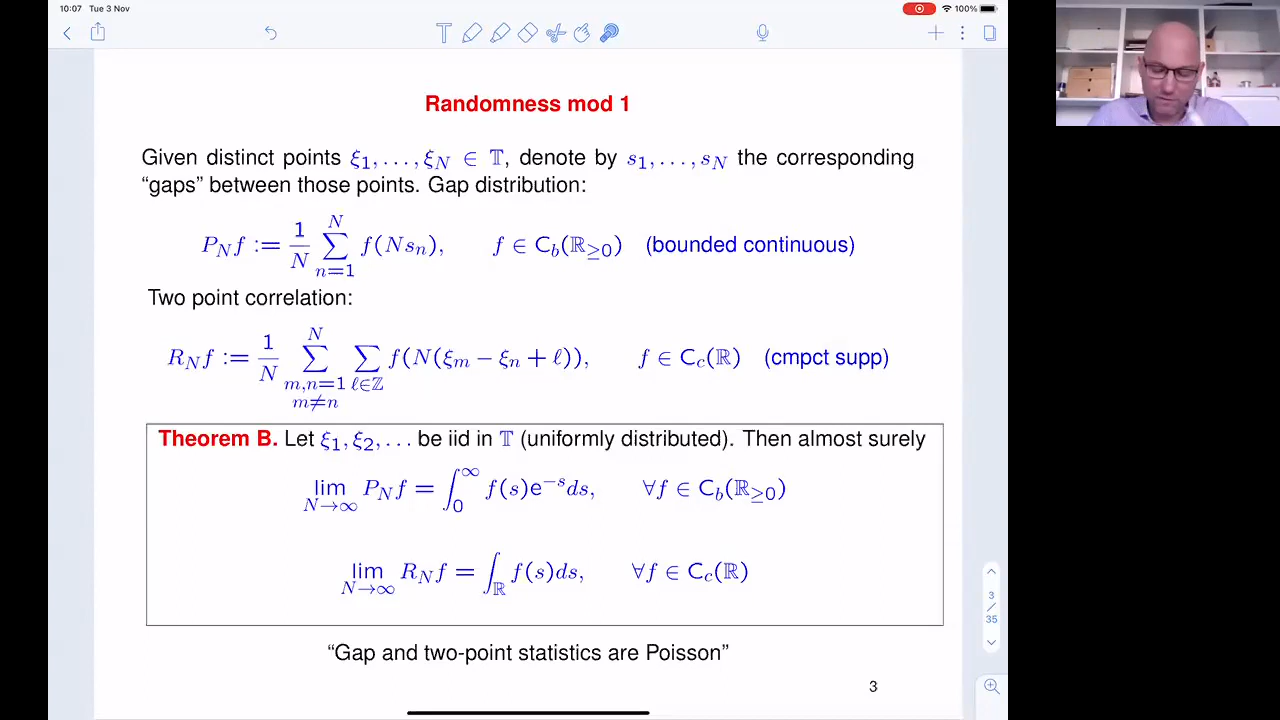 10:07 Tue 3 Nov
100%
Randomness mod 1
Given distinct points ξ₁, . . . , ξ_N ∈ 𝕋, denote by s₁, . . . , s_N the corresponding
“gaps” between those points. Gap distribution:
P_N f := 1/N ∑_{n=1}^{N} f(Ns_n), f ∈ C_b(ℝ_{≥0}) (bounded continuous)
Two point correlation:
R_N f := 1/N ∑_{m,n=1, m≠n}^{N} ∑_{ℓ∈ℤ} f(N(ξ_m − ξ_n + ℓ)), f ∈ C_c(ℝ) (cmpct supp)
Theorem B. Let ξ₁, ξ₂, . . . be iid in 𝕋 (uniformly distributed). Then almost surely
lim_{N→∞} P_N f = ∫_0^∞ f(s)e^{−s}ds, ∀f ∈ C_b(ℝ_{≥0})
lim_{N→∞} R_N f = ∫_ℝ f(s)ds, ∀f ∈ C_c(ℝ)
“Gap and two-point statistics are Poisson”
3
3
/
35